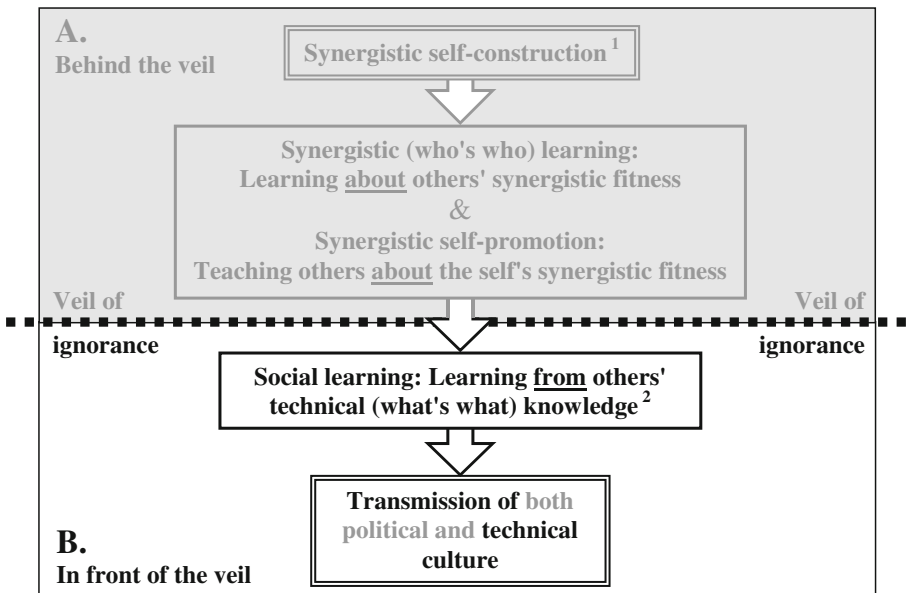 A.
Behind the veil
Synergistic self-construction 1
Synergistic (who's who) learning:
Learning about others' synergistic fitness
&
Synergistic self-promotion:
Teaching others about the self's synergistic fitness
Veil of
Veil of
ignorance
ignorance
Social learning: Learning from others'
technical (what's what) knowledge 2
Transmission of both
political and technical
culture
B.
In front of the veil